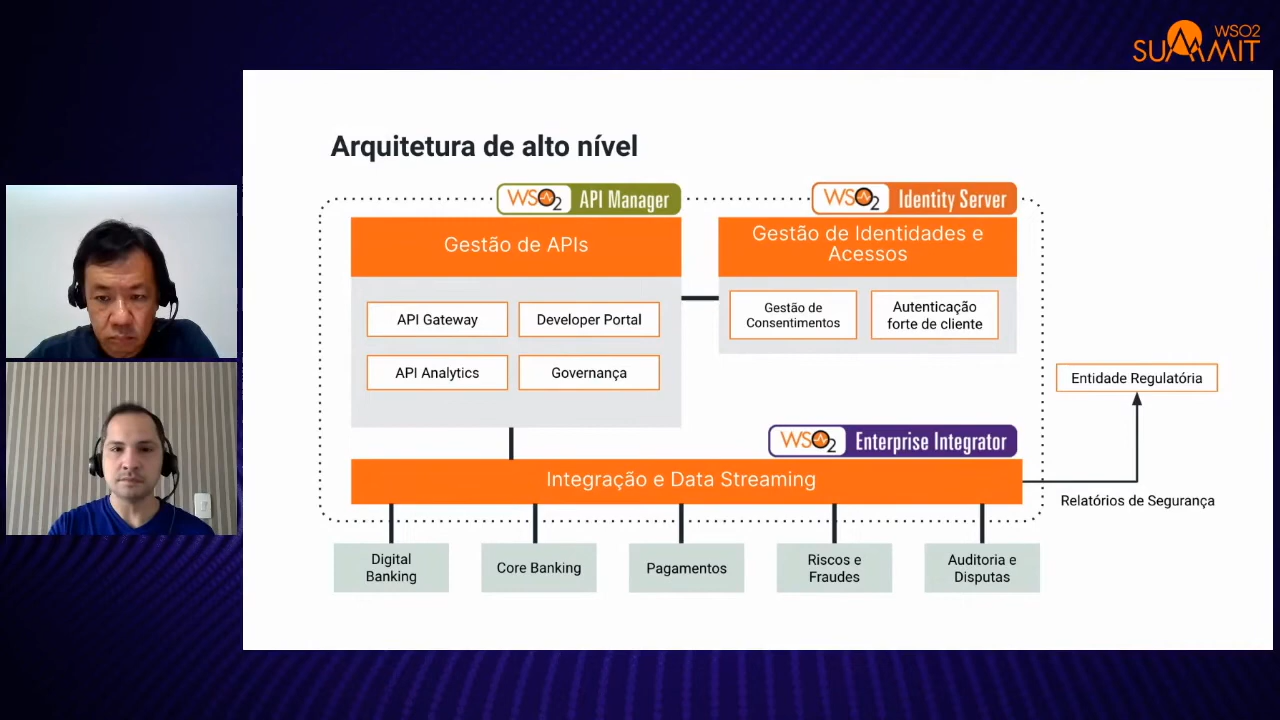 WSO2
SUMMIT
Arquitetura de alto nível
WSO2 API Manager
WSO2 Identity Server
Gestão de APIs
Gestão de Identidades e
Acessos
API Gateway
Developer Portal
Gestão de
Consentimentos
Autenticação
forte de cliente
API Analytics
Governança
Entidade Regulatória
WSO2 Enterprise Integrator
Integração e Data Streaming
Relatórios de Segurança
Digital
Banking
Core Banking
Pagamentos
Riscos e
Fraudes
Auditoria e
Disputas